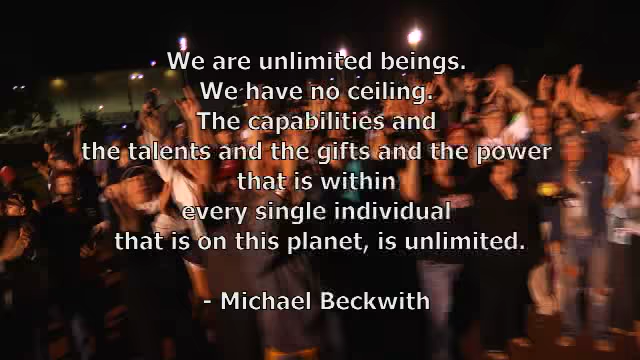 We are unlimited beings.
We have no ceiling.
The capabilities and
the talents and the gifts and the power
that is within
every single individual
that is on this planet, is unlimited.
- Michael Beckwith